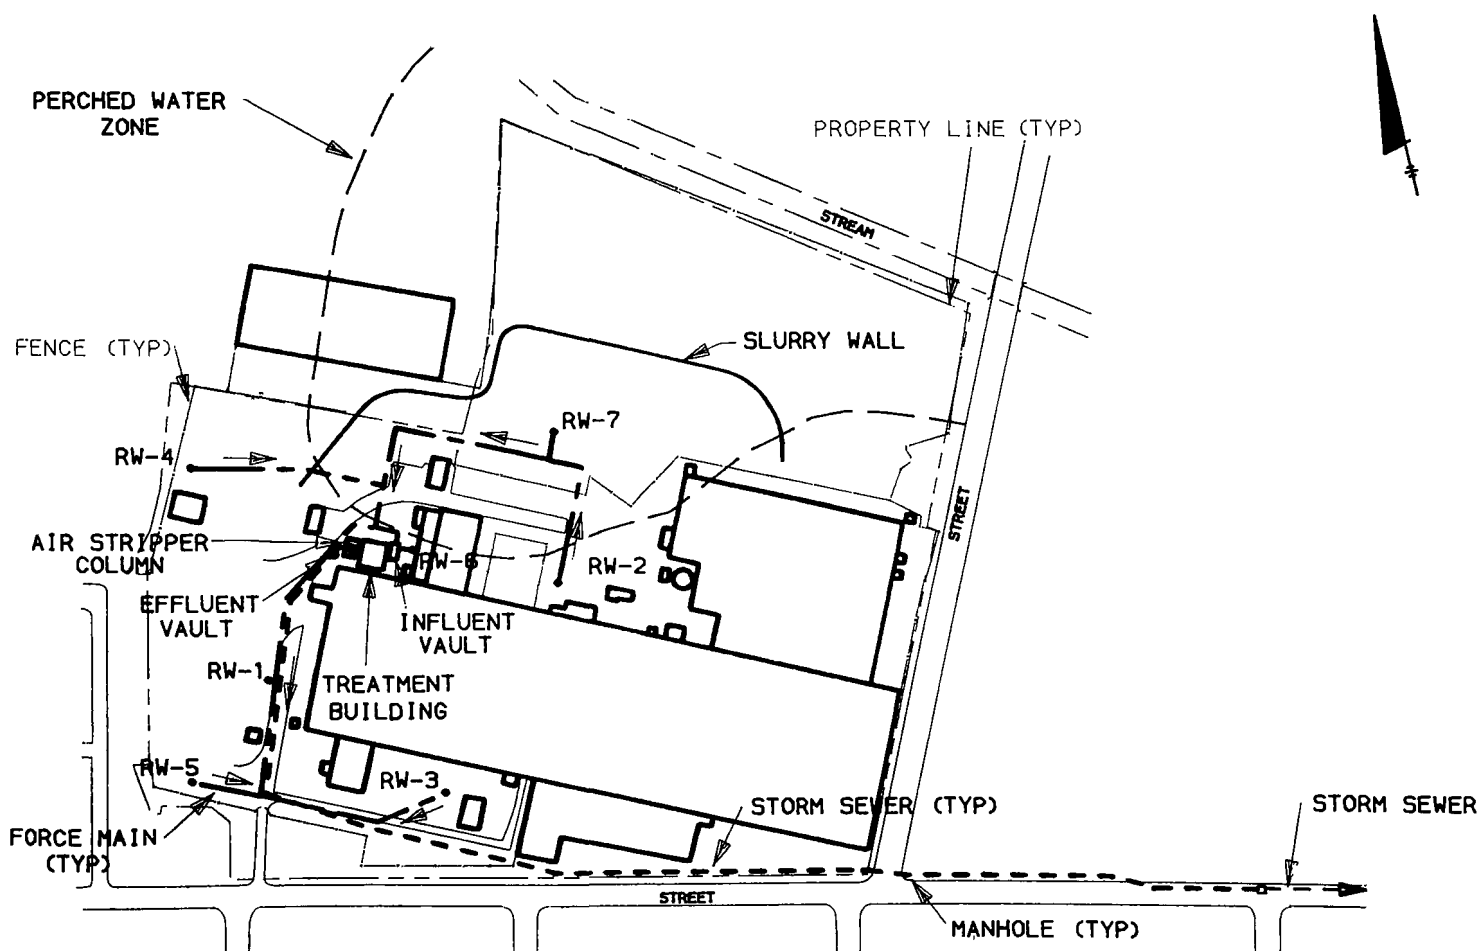 PERCHED WATER
ZONE
PROPERTY LINE (TYP)
STREAM
SLURRY WALL
FENCE (TYP)
RW-7
RW-4
STREET
AIR STRIPPER
COLUMN
RW-6
RW-2
EFFLUENT
VAULT
INFLUENT
VAULT
RW-1
TREATMENT
BUILDING
RW-5
RW-3
STORM SEWER (TYP)
STORM SEWER
FORCE MAIN
(TYP)
STREET
MANHOLE (TYP)